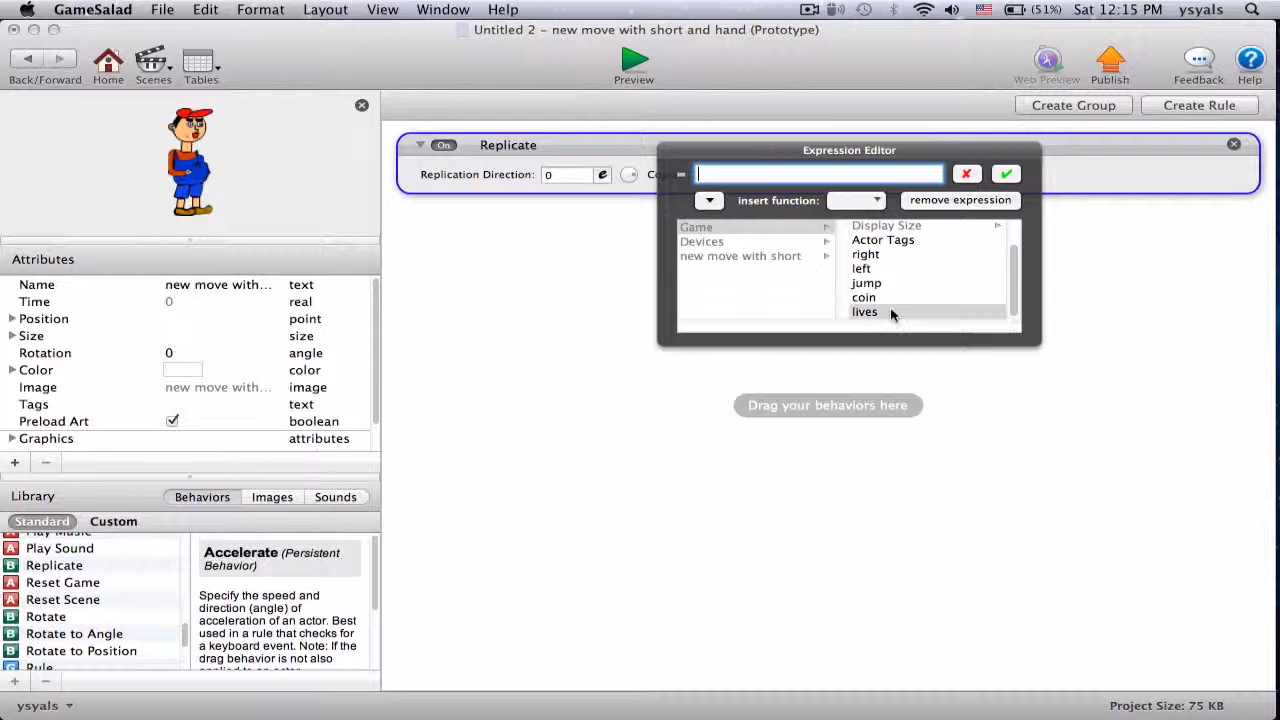 GameSalad File Edit Format Layout View Window Help (51%) Sat 12:15 PM ysyals
Untitled 2 – new move with short and hand (Prototype)
Back/Forward Home Scenes Tables Preview Web Preview Publish Feedback Help
Create Group Create Rule
On Replicate
Replication Direction: 0 e
Expression Editor
insert function: remove expression
Game
Devices
new move with short
Display Size
Actor Tags
right
left
jump
coin
lives
Drag your behaviors here
Attributes
Name new move with... text
Time 0 real
Position point
Size size
Rotation 0 angle
Color color
Image new move with... image
Tags text
Preload Art boolean
Graphics attributes
Library Behaviors Images Sounds
Standard Custom
A Play Music
A Play Sound
B Replicate
A Reset Game
A Reset Scene
B Rotate
B Rotate to Angle
B Rotate to Position
G Rule
Accelerate (Persistent
Behavior)
Specify the speed and
direction (angle) of
acceleration of an actor. Best
used in a rule that checks for
a keyboard event. Note: If the
drag behavior is not also
ysyals Project Size: 75 KB